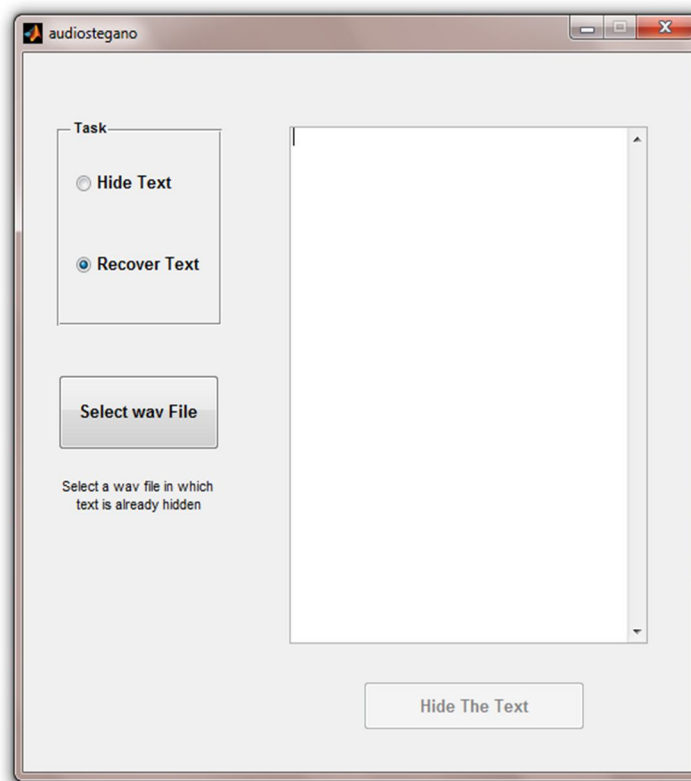 audiostegano
Task
Hide Text
Recover Text
Select wav File
Select a wav file in which
text is already hidden
Hide The Text